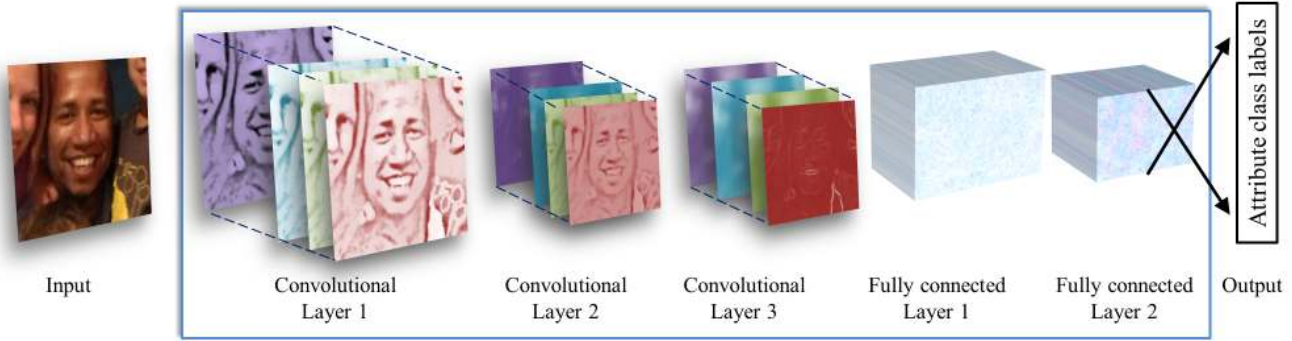 Attribute class labels
Input
Convolutional
Layer 1
Convolutional
Layer 2
Convolutional
Layer 3
Fully connected
Layer 1
Fully connected
Layer 2
Output